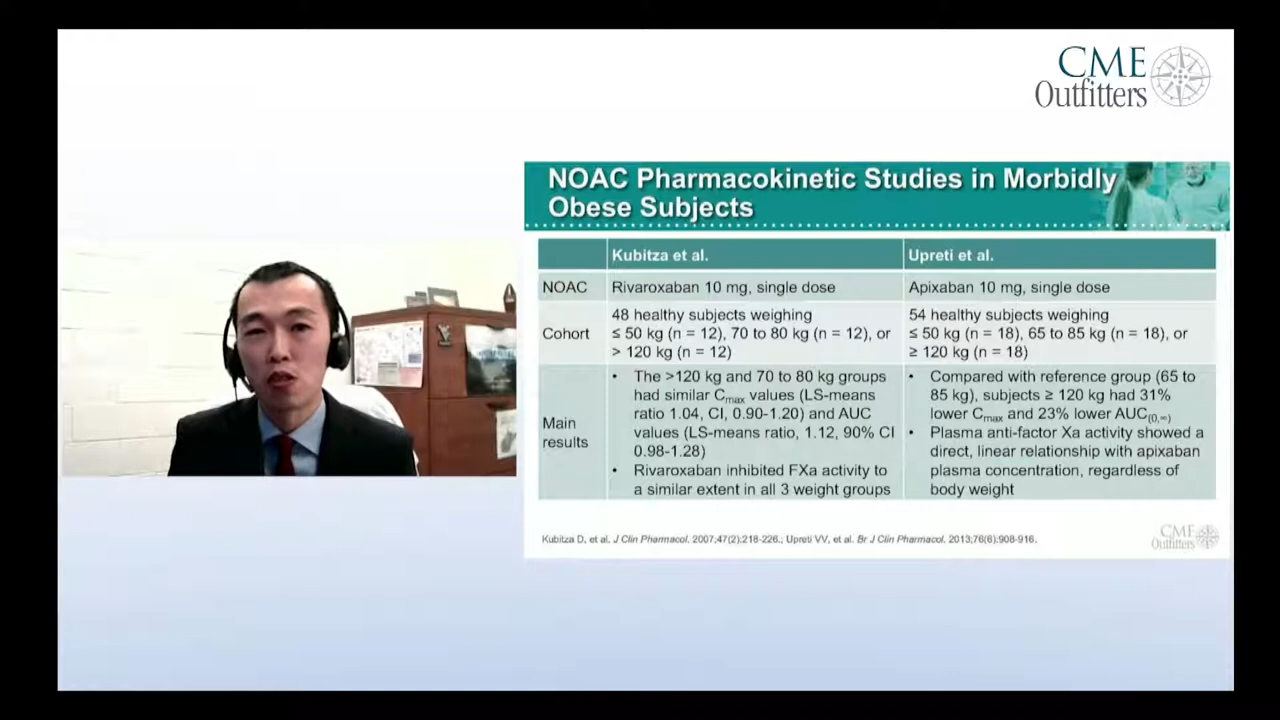 CME
Outfitters
NOAC Pharmacokinetic Studies in Morbidly
Obese Subjects
Kubitza et al.
Upreti et al.
NOAC
Rivaroxaban 10 mg, single dose
Apixaban 10 mg, single dose
Cohort
48 healthy subjects weighing
≤ 50 kg (n = 12), 70 to 80 kg (n = 12), or
> 120 kg (n = 12)
54 healthy subjects weighing
≤ 50 kg (n = 18), 65 to 85 kg (n = 18), or
≥ 120 kg (n = 18)
Main
results
• The >120 kg and 70 to 80 kg groups
had similar Cmax values (LS-means
ratio 1.04, CI, 0.90-1.20) and AUC
values (LS-means ratio, 1.12, 90% CI
0.98-1.28)
• Rivaroxaban inhibited FXa activity to
a similar extent in all 3 weight groups
• Compared with reference group (65 to
85 kg), subjects ≥ 120 kg had 31%
lower Cmax and 23% lower AUC(0,∞)
• Plasma anti-factor Xa activity showed a
direct, linear relationship with apixaban
plasma concentration, regardless of
body weight
Kubitza D, et al. J Clin Pharmacol. 2007;47(2):218-226.; Upreti VV, et al. Br J Clin Pharmacol. 2013;76(6):908-916.
CME
Outfitters